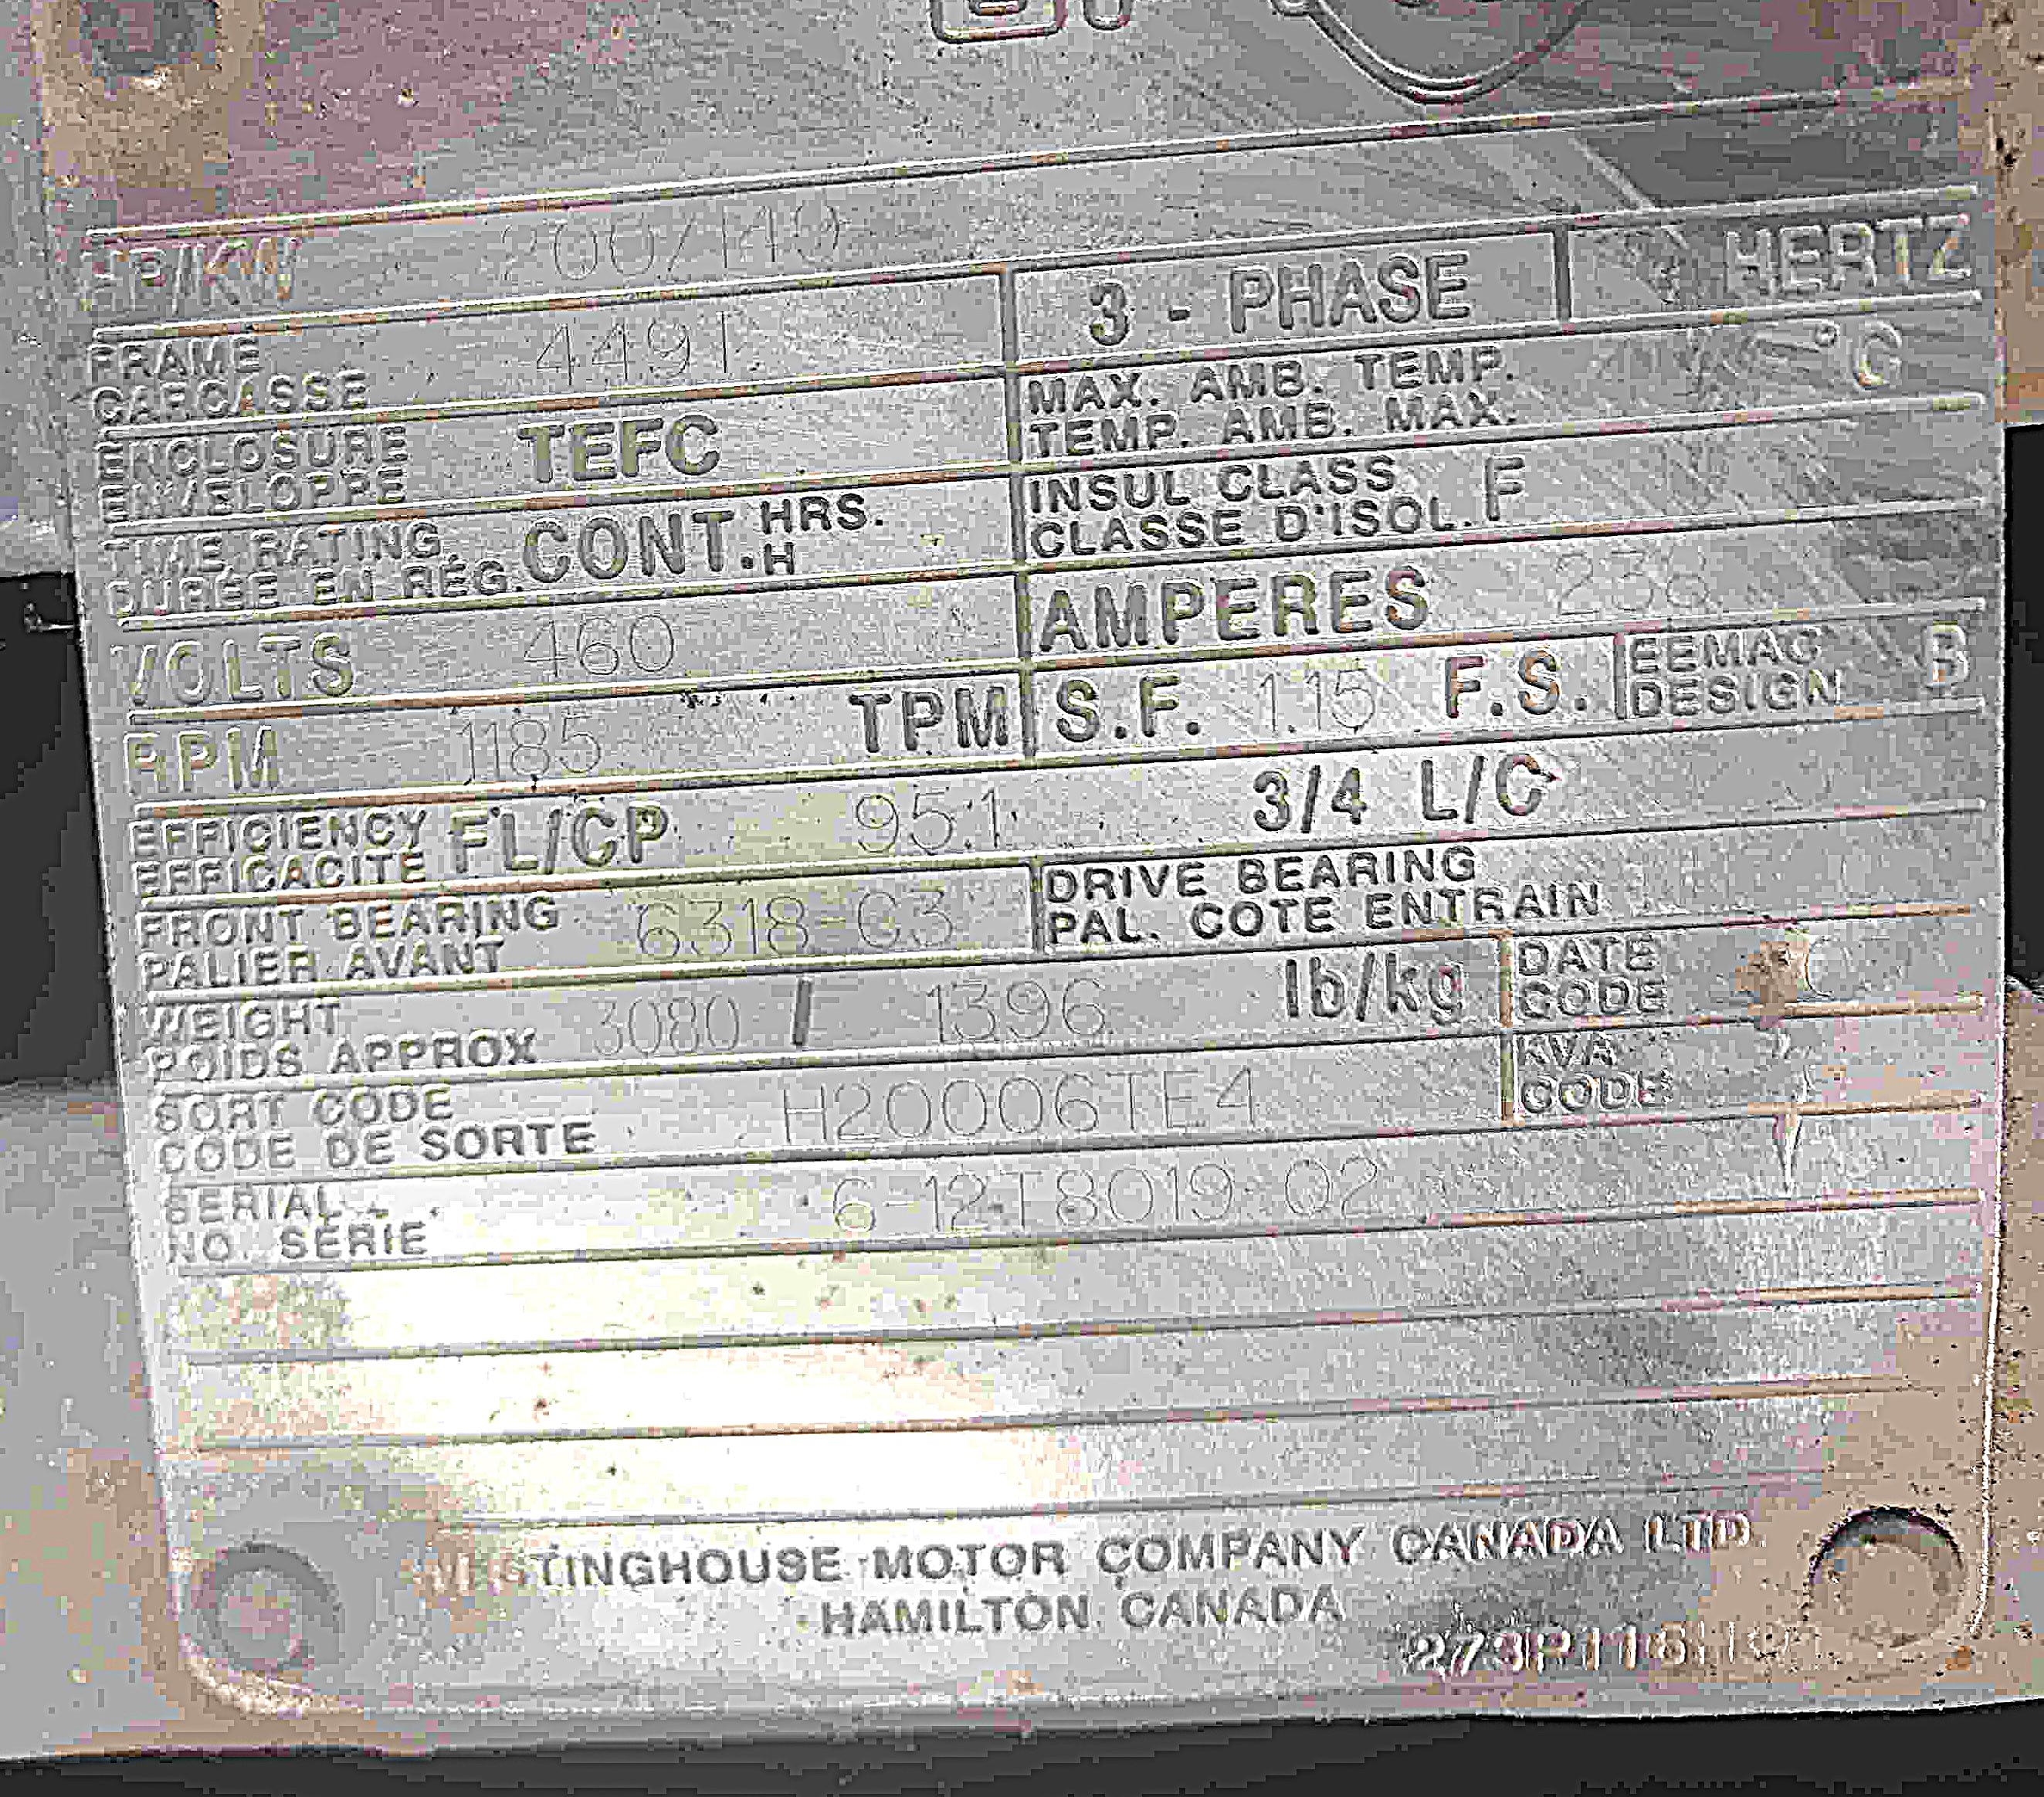 HP/KW 200/149
FRAME 449T 3 - PHASE HERTZ
CARCASSE
ENCLOSURE TEFC MAX. AMB. TEMP. °C
ENVELOPPE TEMP. AMB. MAX.
TIME RATING CONT. HRS. INSUL CLASS F
DURÉE EN RÉG H CLASSE D'ISOL.
VOLTS 460 AMPERES 238
RPM 1185 TPM S.F. 1.15 F.S. EEMAC B
DESIGN
EFFICIENCY FL/CP 95.1 3/4 L/C
EFFICACITE
FRONT BEARING 6318-C3 DRIVE BEARING
PALIER AVANT PAL. COTE ENTRAIN
WEIGHT 3080 / 1396 lb/kg DATE
POIDS APPROX CODE
SORT CODE H20006TE4 KVA
CODE DE SORTE CODE
SERIAL 6-12T8019 02
NO. SERIE
WESTINGHOUSE MOTOR COMPANY CANADA LTD.
HAMILTON CANADA